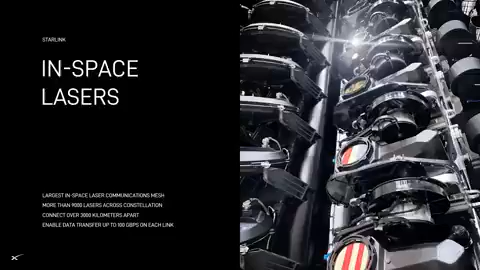 STARLINK
IN-SPACE
LASERS
LARGEST IN-SPACE LASER COMMUNICATIONS MESH
MORE THAN 9000 LASERS ACROSS CONSTELLATION
CONNECT OVER 3000 KILOMETERS APART
ENABLE DATA TRANSFER UP TO 100 GBPS ON EACH LINK